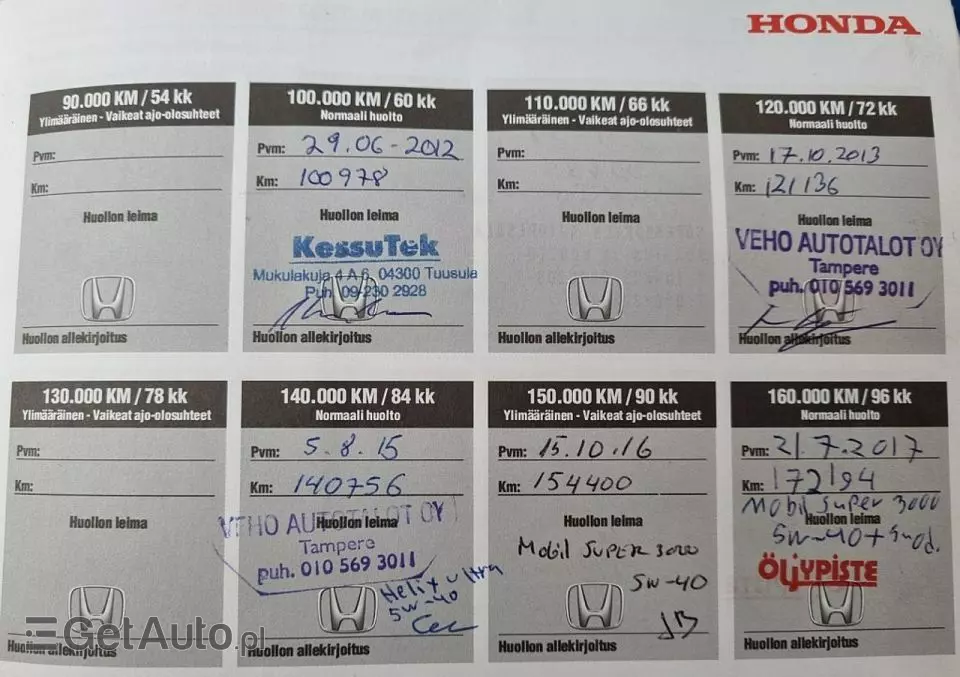 HONDA
90.000 KM / 54 kk
Ylimääräinen - Vaikeat ajo-olosuhteet
Pvm:
Km:
Huollon leima
Huollon allekirjoitus
100.000 KM / 60 kk
Normaali huolto
Pvm: 29.06-2012
Km: 100978
Huollon leima
KessuTek
Mukulakuja 4 A 6, 04300 Tuusula
Puh. 09-230 2928
Huollon allekirjoitus
110.000 KM / 66 kk
Ylimääräinen - Vaikeat ajo-olosuhteet
Pvm:
Km:
Huollon leima
Huollon allekirjoitus
120.000 KM / 72 kk
Normaali huolto
Pvm: 17.10.2013
Km: 121136
Huollon leima
VEHO AUTOTALOT OY
Tampere
puh. 010 569 3011
Huollon allekirjoitus
130.000 KM / 78 kk
Ylimääräinen - Vaikeat ajo-olosuhteet
Pvm:
Km:
Huollon leima
Huollon allekirjoitus
140.000 KM / 84 kk
Normaali huolto
Pvm: 5.8.15
Km: 140756
Huollon leima
VEHO AUTOTALOT OY
Tampere
puh. 010 569 3011
Helix ultra
5w-40
Huollon allekirjoitus
150.000 KM / 90 kk
Ylimääräinen - Vaikeat ajo-olosuhteet
Pvm: 15.10.16
Km: 154400
Huollon leima
Mobil SUPER 3000
5w-40
JB
Huollon allekirjoitus
160.000 KM / 96 kk
Normaali huolto
Pvm: 21.7.2017
Km: 172194
Mobil Super 3000
Huollon leima
5w-40 + Suod.
ÖLJYPISTE
Huollon allekirjoitus
GetAuto.pl